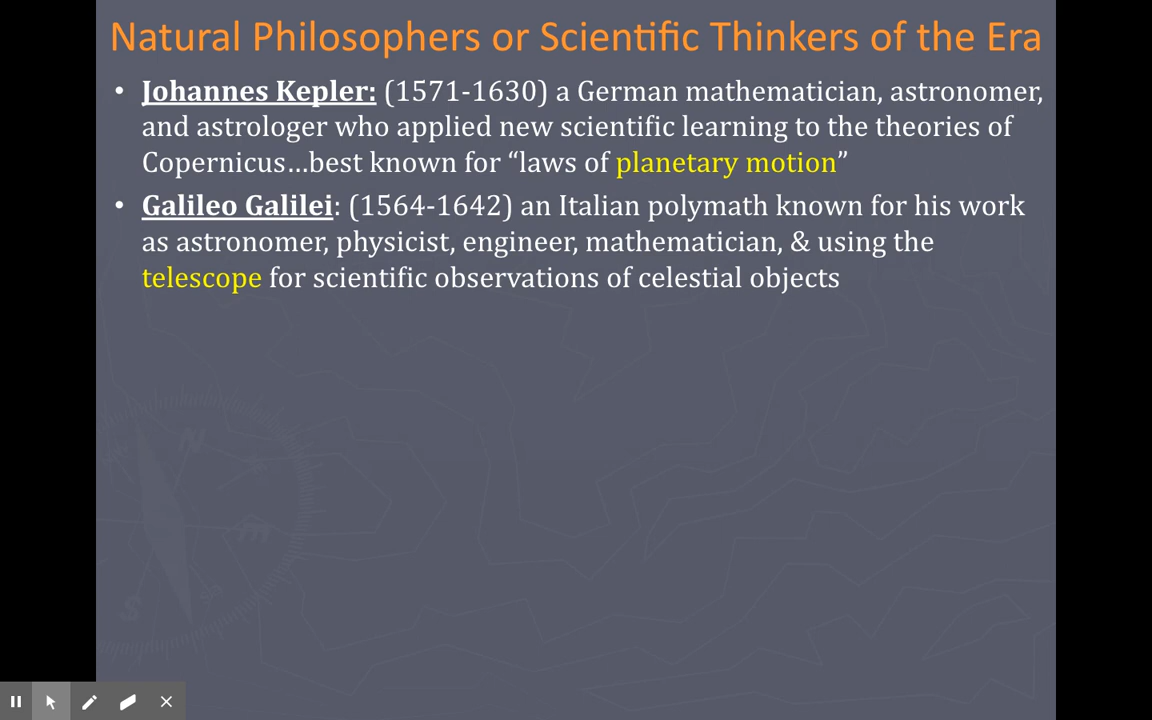 Natural Philosophers or Scientific Thinkers of the Era
• Johannes Kepler: (1571-1630) a German mathematician, astronomer,
and astrologer who applied new scientific learning to the theories of
Copernicus…best known for “laws of planetary motion”
• Galileo Galilei: (1564-1642) an Italian polymath known for his work
as astronomer, physicist, engineer, mathematician, & using the
telescope for scientific observations of celestial objects
N
S